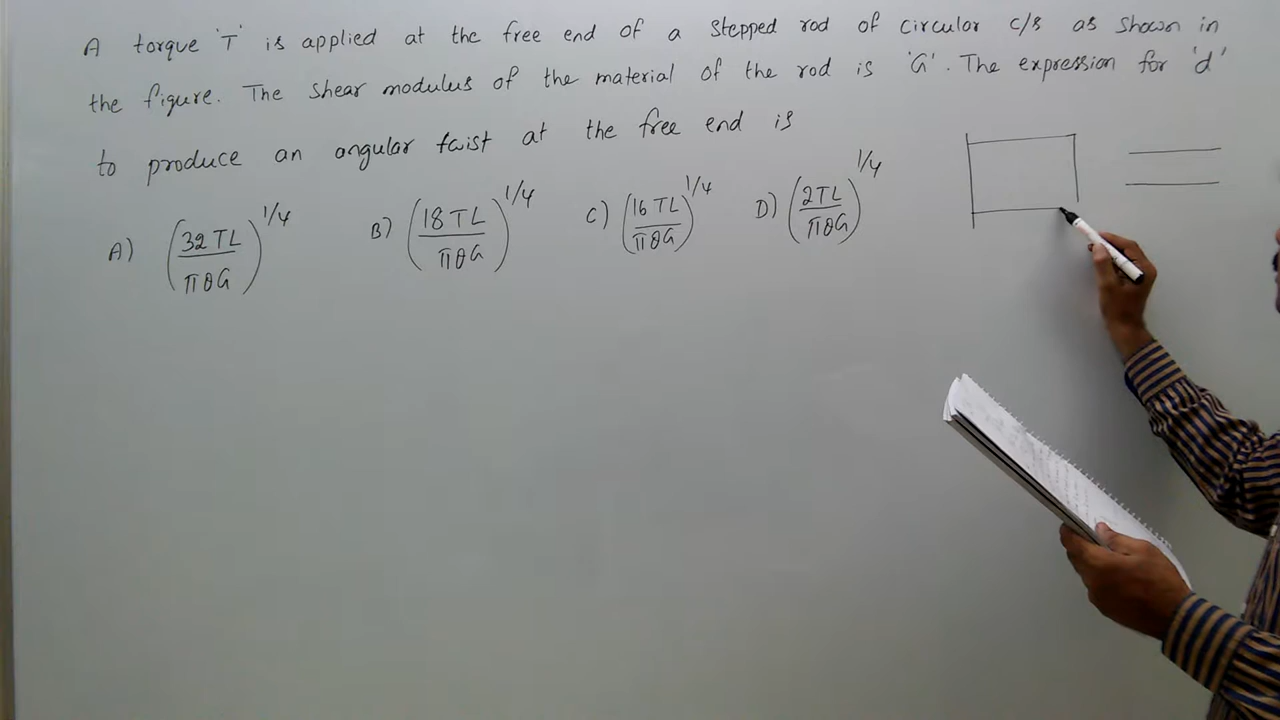 A torque 'T' is applied at the free end of a stepped rod of circular c/s as shown in
the figure. The shear modulus of the material of the rod is 'G'. The expression for 'd'
to produce an angular twist at the free end is
A) (32TL/πθG)^1/4 B) (18TL/πθG)^1/4 C) (16TL/πθG)^1/4 D) (2TL/πθG)^1/4